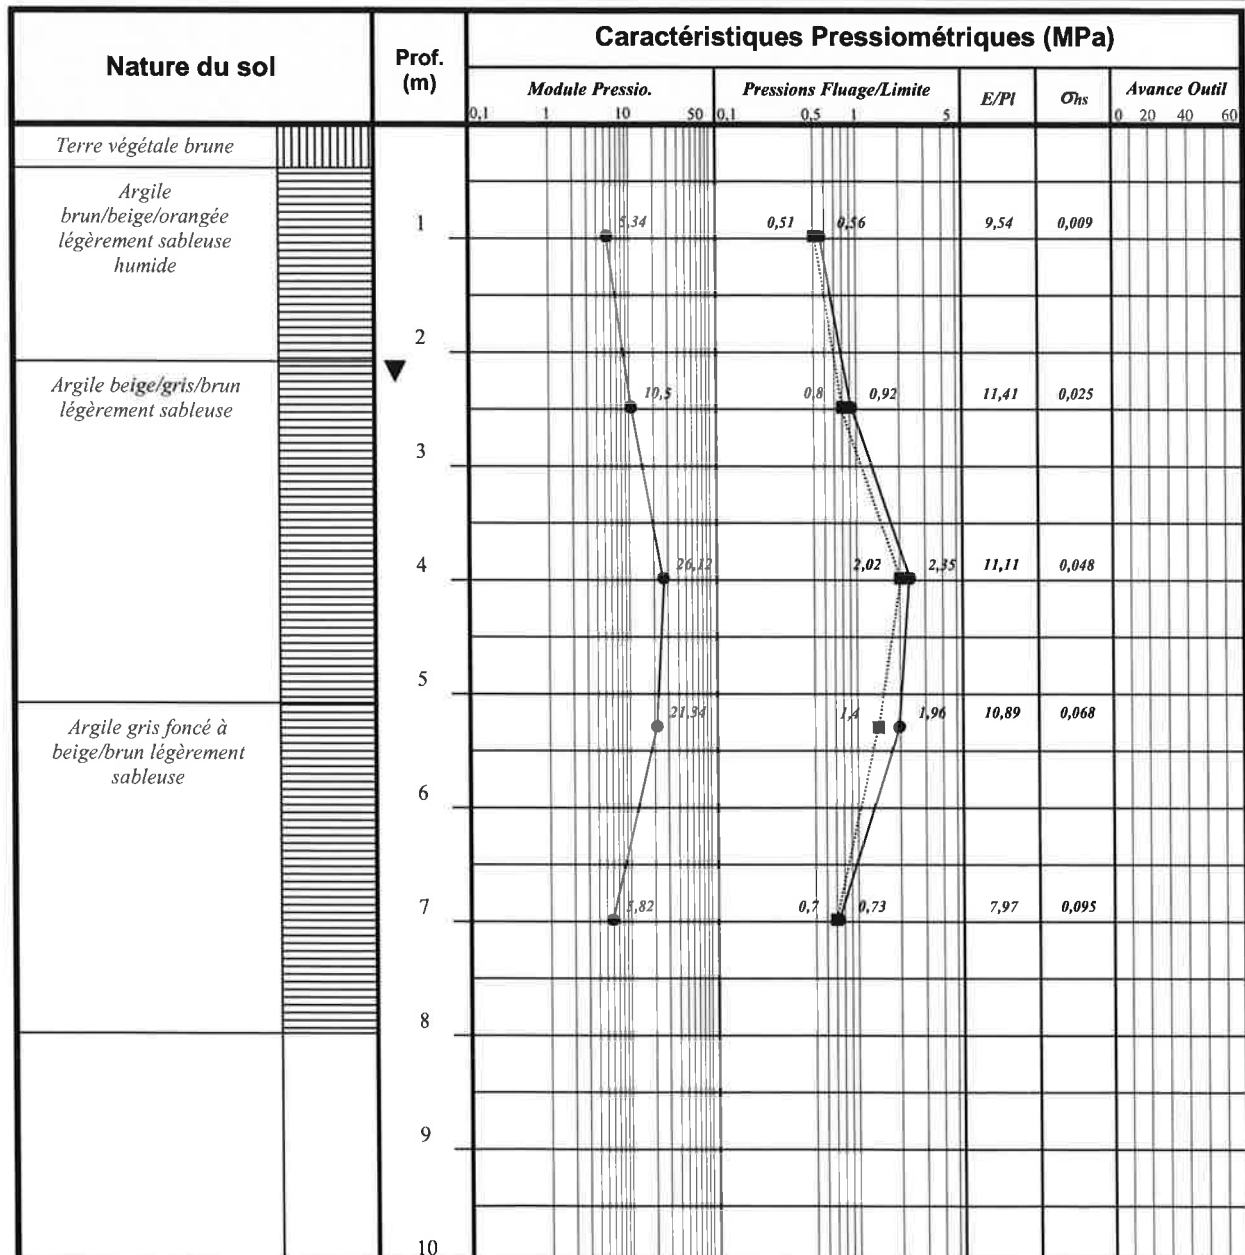 Nature du sol
Prof.
(m)
Caractéristiques Pressiométriques (MPa)
Module Pressio.
0,1 1 10 50
Pressions Fluage/Limite
0,1 0,5 1 5
E/Pl
σhs
Avance Outil
0 20 40 60
Terre végétale brune
Argile
brun/beige/orangée
légèrement sableuse
humide
1
5,34
0,51
0,56
9,54
0,009
2
Argile beige/gris/brun
légèrement sableuse
10,5
0,8
0,92
11,41
0,025
3
4
26,12
2,02
2,35
11,11
0,048
5
Argile gris foncé à
beige/brun légèrement
sableuse
21,34
1,4
1,96
10,89
0,068
6
7
5,82
0,7
0,73
7,97
0,095
8
9
10